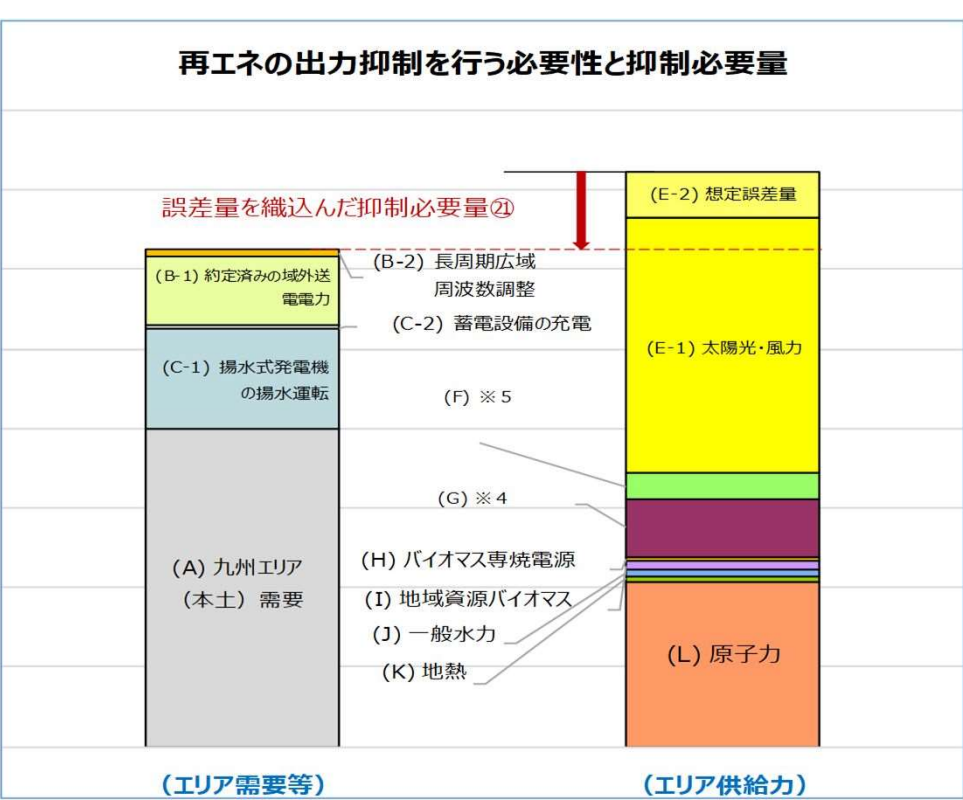 再エネの出力抑制を行う必要性と抑制必要量
誤差量を織込んだ抑制必要量㉑
(B-1) 約定済みの域外送
電電力
(C-1) 揚水式発電機
の揚水運転
(A) 九州エリア
（本土）需要
(B-2) 長周期広域
周波数調整
(C-2) 蓄電設備の充電
(F) ※5
(G) ※4
(H) バイオマス専焼電源
(I) 地域資源バイオマス
(J) 一般水力
(K) 地熱
(E-2) 想定誤差量
(E-1) 太陽光・風力
(L) 原子力
（エリア需要等）
（エリア供給力）